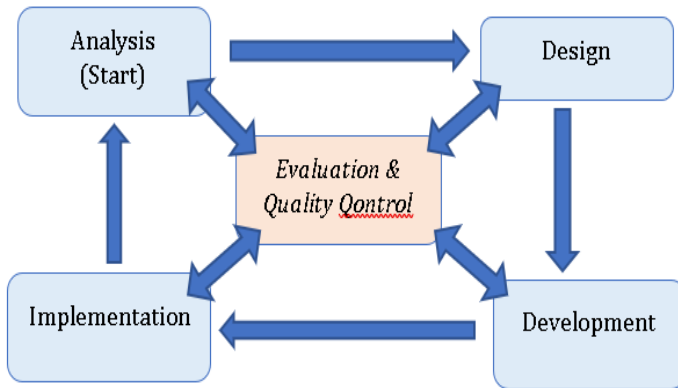 Analysis
(Start)
Design
Evaluation &
Quality Qontrol
Implementation
Development